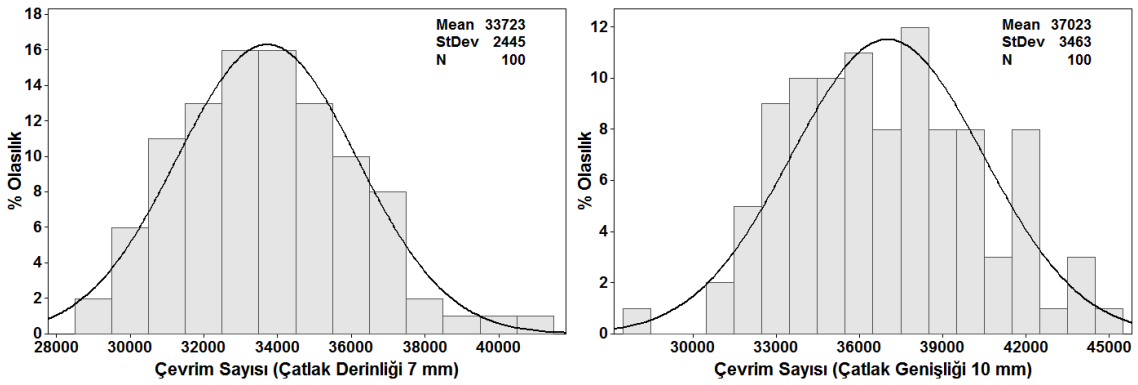 18
16
14
12
10
8
6
4
2
0
% Olasılık
Mean 33723
StDev 2445
N 100
28000 30000 32000 34000 36000 38000 40000
Çevrim Sayısı (Çatlak Derinliği 7 mm)
12
10
8
6
4
2
0
% Olasılık
Mean 37023
StDev 3463
N 100
30000 33000 36000 39000 42000 45000
Çevrim Sayısı (Çatlak Genişliği 10 mm)